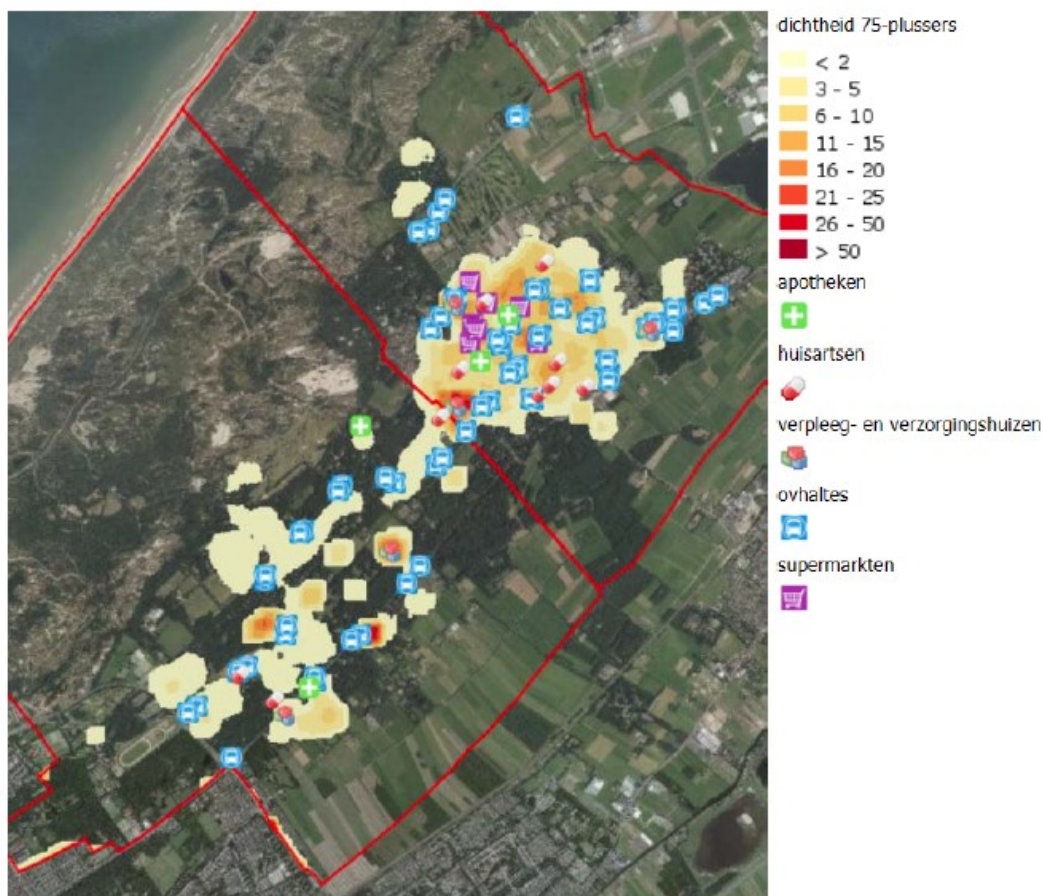 dichtheid 75-plussers
< 2
3 - 5
6 - 10
11 - 15
16 - 20
21 - 25
26 - 50
> 50
apotheken
huisartsen
verpleeg- en verzorgingshuizen
ovhaltes
supermarkten